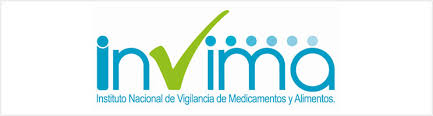 invima
Instituto Nacional de Vigilancia de Medicamentos y Alimentos.